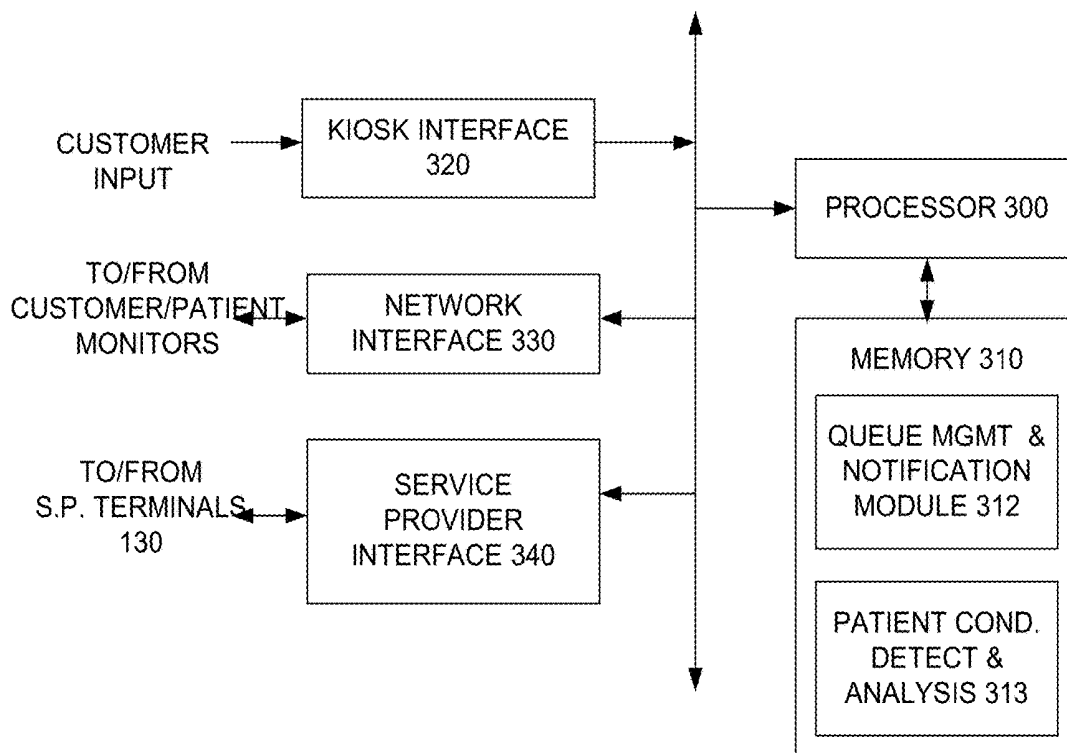 CUSTOMER
INPUT
KIOSK INTERFACE
320
TO/FROM
CUSTOMER/PATIENT
MONITORS
NETWORK
INTERFACE 330
TO/FROM
S.P. TERMINALS
130
SERVICE
PROVIDER
INTERFACE 340
PROCESSOR 300
MEMORY 310
QUEUE MGMT &
NOTIFICATION
MODULE 312
PATIENT COND.
DETECT &
ANALYSIS 313